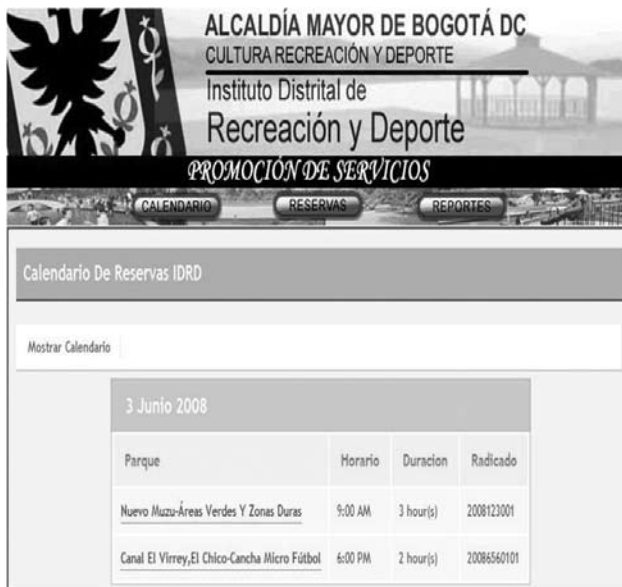 ALCALDÍA MAYOR DE BOGOTÁ DC
CULTURA RECREACIÓN Y DEPORTE
Instituto Distrital de
Recreación y Deporte
PROMOCIÓN DE SERVICIOS
CALENDARIO RESERVAS REPORTES
Calendario De Reservas IDRD
Mostrar Calendario
3 Junio 2008
Parque Horario Duracion Radicado
Nuevo Muzu-Áreas Verdes Y Zonas Duras 9:00 AM 3 hour(s) 2008123001
Canal El Virrey,El Chico-Cancha Micro Fútbol 6:00 PM 2 hour(s) 20086560101